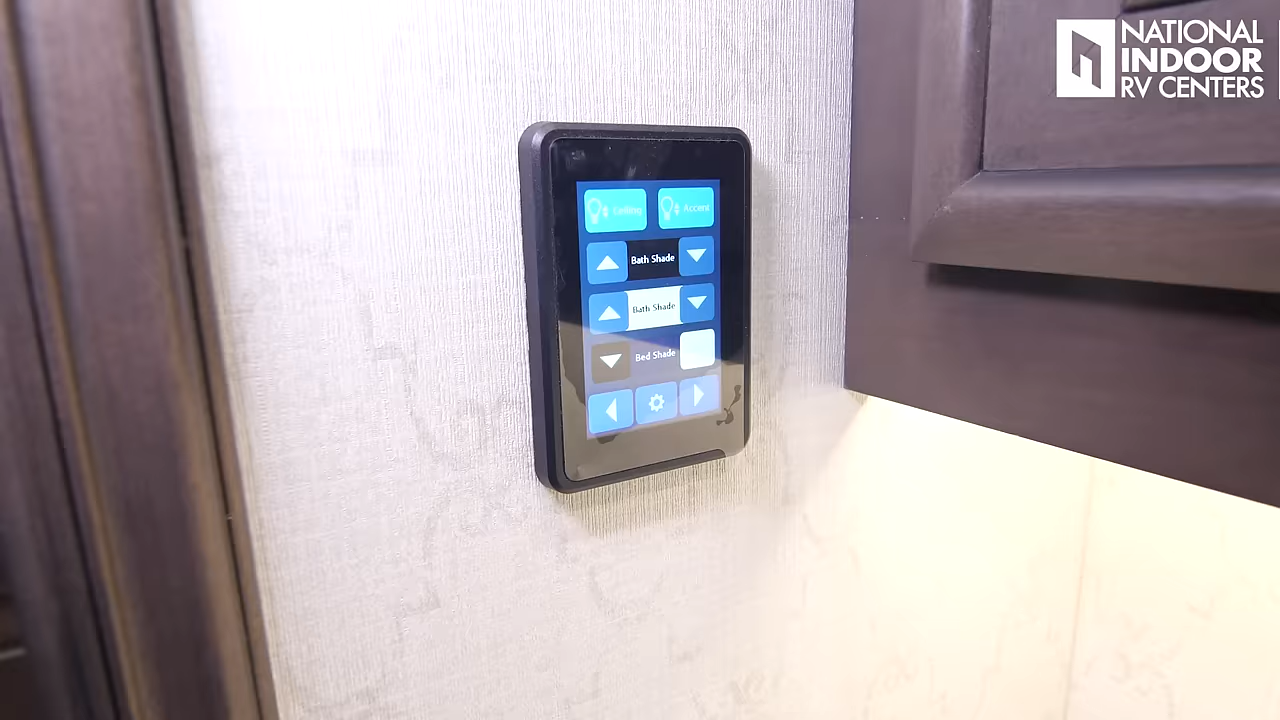 NATIONAL
INDOOR
RV CENTERS
Ceiling
Accent
Bath Shade
Bath Shade
Bed Shade